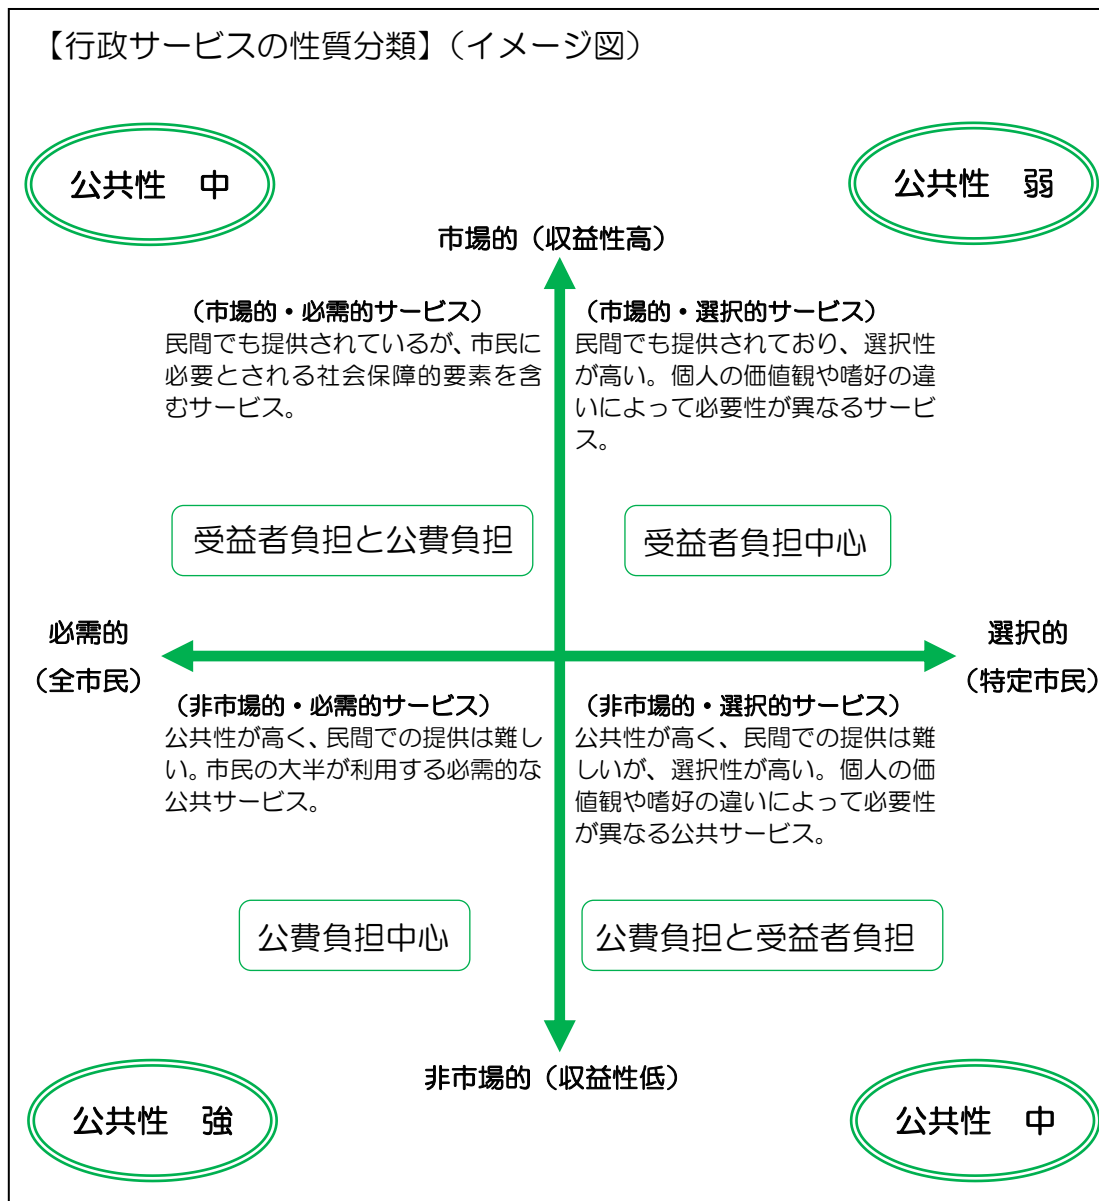 【行政サービスの性質分類】（イメージ図）
公共性　中
公共性　弱
市場的（収益性高）
（市場的・必需的サービス）
民間でも提供されているが、市民に
必要とされる社会保障的要素を含
むサービス。
（市場的・選択的サービス）
民間でも提供されており、選択性
が高い。個人の価値観や嗜好の違
いによって必要性が異なるサービ
ス。
受益者負担と公費負担
受益者負担中心
必需的
（全市民）
選択的
（特定市民）
（非市場的・必需的サービス）
公共性が高く、民間での提供は難し
い。市民の大半が利用する必需的な
公共サービス。
（非市場的・選択的サービス）
公共性が高く、民間での提供は難
しいが、選択性が高い。個人の価
値観や嗜好の違いによって必要性
が異なる公共サービス。
公費負担中心
公費負担と受益者負担
非市場的（収益性低）
公共性　強
公共性　中